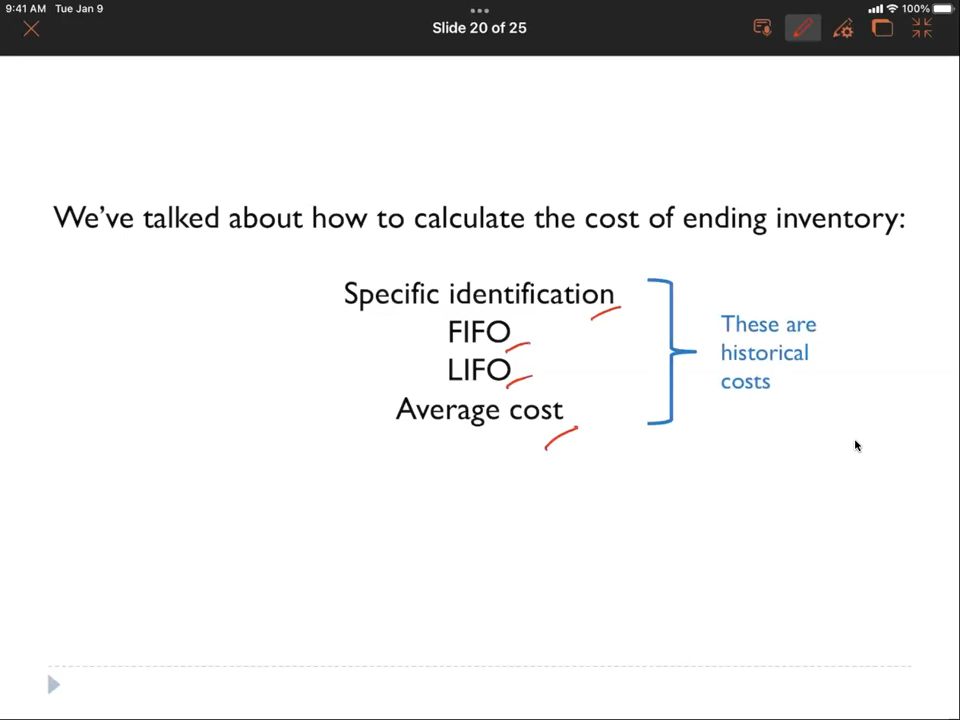 9:41 AM Tue Jan 9
100%
Slide 20 of 25
We've talked about how to calculate the cost of ending inventory:
Specific identification
FIFO
LIFO
Average cost
These are
historical
costs